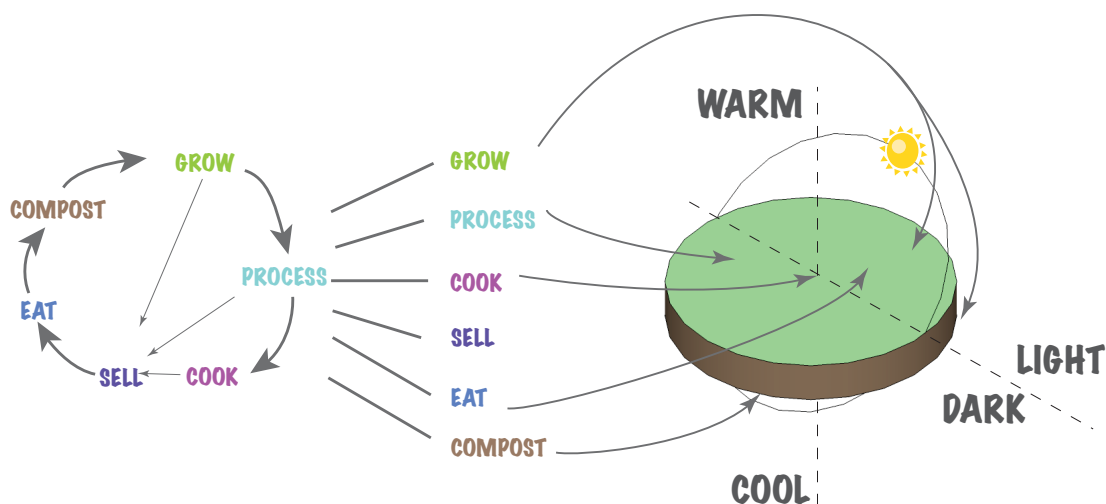 GROW
PROCESS
COOK
SELL
EAT
COMPOST
GROW
PROCESS
COOK
SELL
EAT
COMPOST
WARM
LIGHT
DARK
COOL